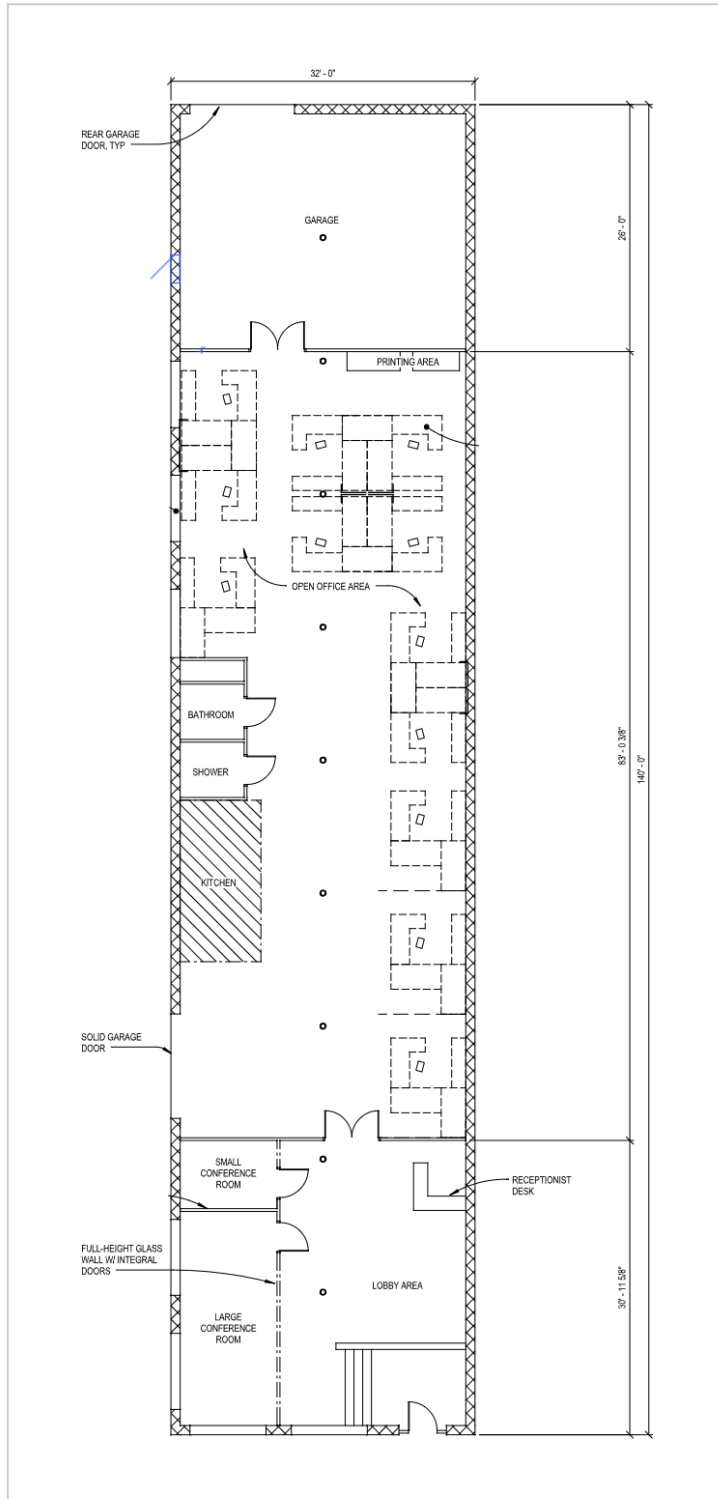 32' - 0"
REAR GARAGE
DOOR, TYP
GARAGE
26' - 0"
PRINTING AREA
OPEN OFFICE AREA
BATHROOM
SHOWER
83' - 0 3/8"
140' - 0"
KITCHEN
SOLID GARAGE
DOOR
SMALL
CONFERENCE
ROOM
RECEPTIONIST
DESK
FULL-HEIGHT GLASS
WALL W/ INTEGRAL
DOORS
LOBBY AREA
30' - 11 5/8"
LARGE
CONFERENCE
ROOM